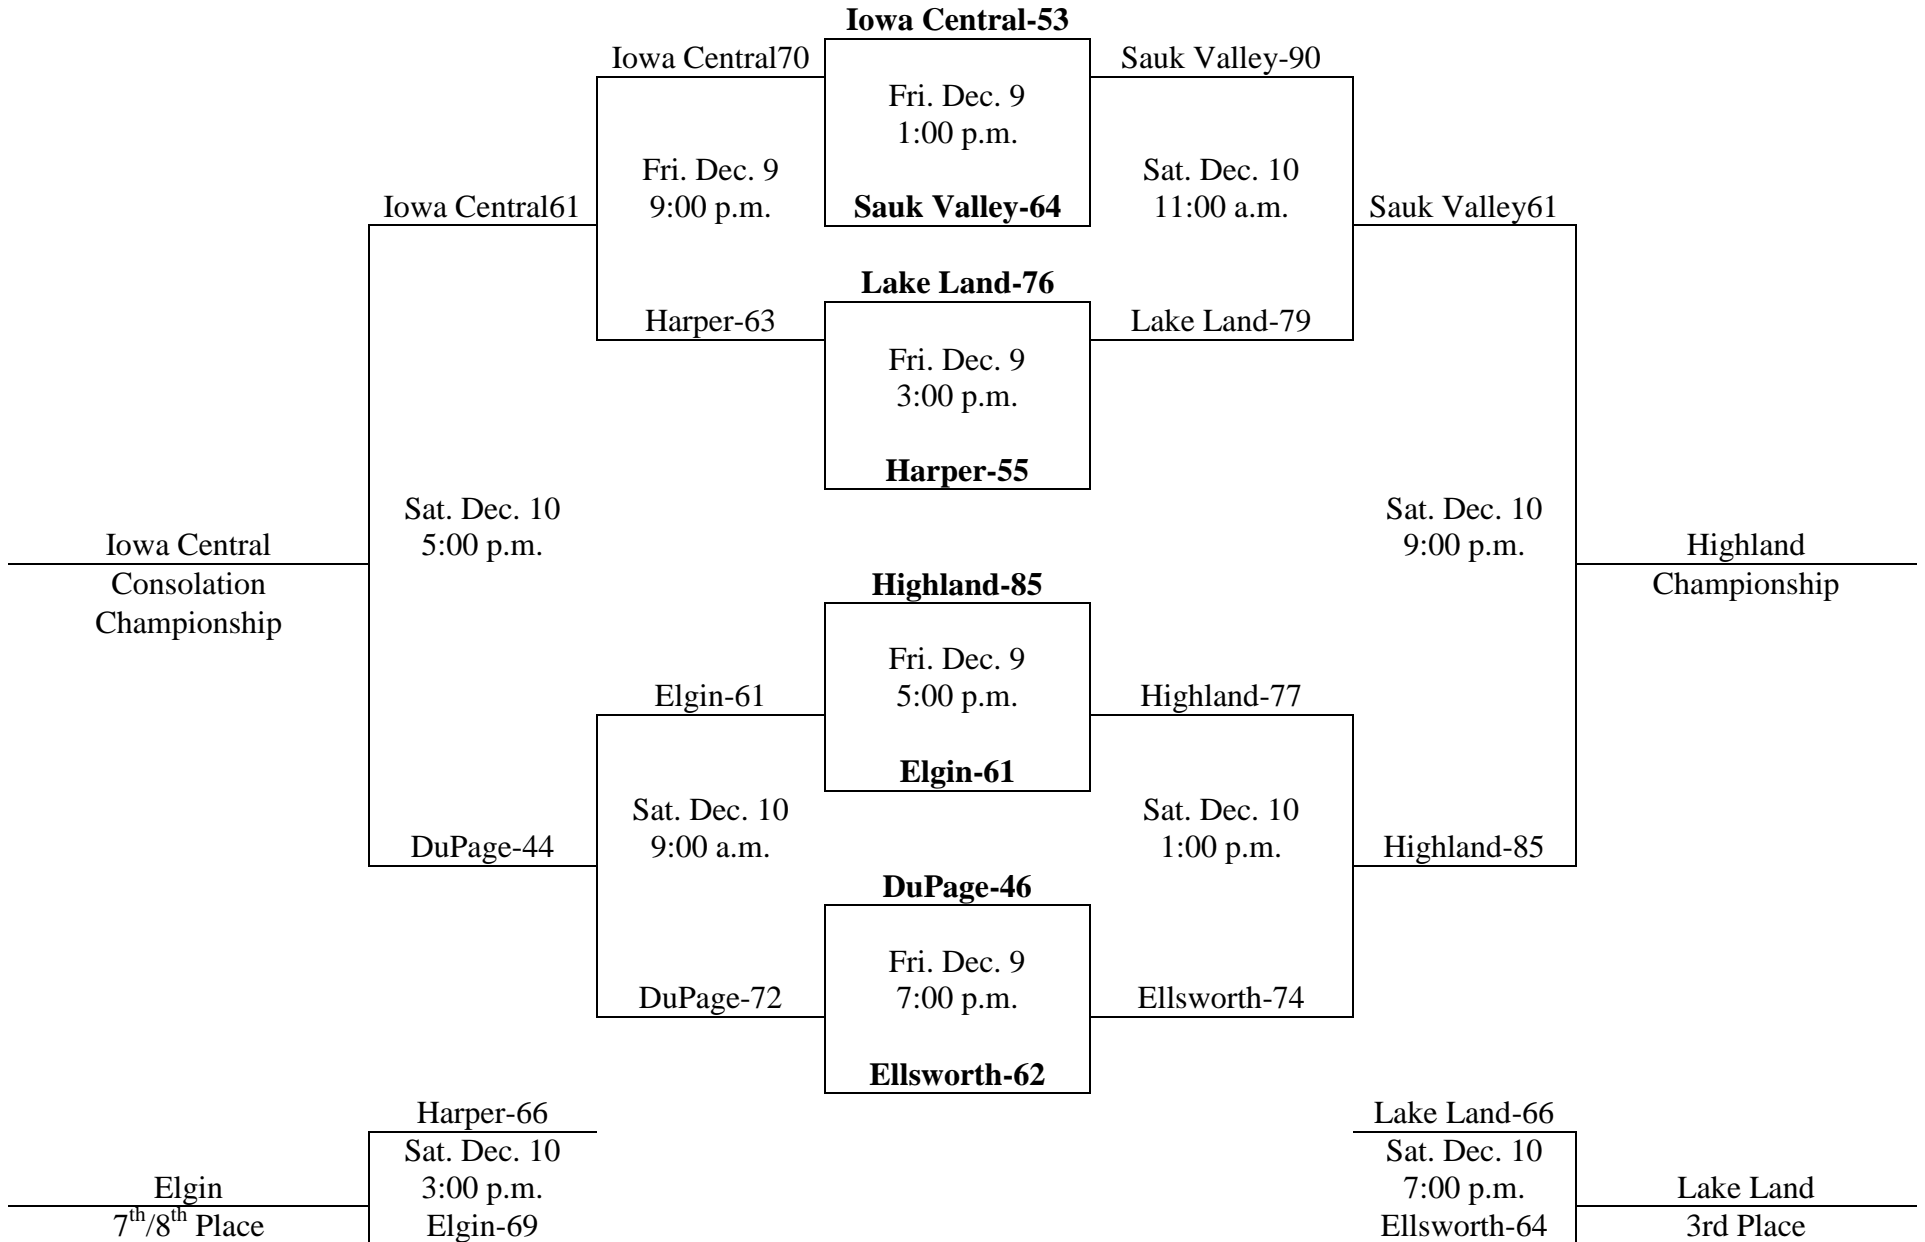 Iowa Central-53
Iowa Central70
Sauk Valley-90
Fri. Dec. 9
1:00 p.m.
Fri. Dec. 9
9:00 p.m.
Sat. Dec. 10
11:00 a.m.
Iowa Central61
Sauk Valley-64
Sauk Valley61
Lake Land-76
Harper-63
Lake Land-79
Fri. Dec. 9
3:00 p.m.
Harper-55
Sat. Dec. 10
5:00 p.m.
Sat. Dec. 10
9:00 p.m.
Iowa Central
Consolation
Championship
Highland
Championship
Highland-85
Fri. Dec. 9
5:00 p.m.
Elgin-61
Highland-77
Elgin-61
Sat. Dec. 10
9:00 a.m.
Sat. Dec. 10
1:00 p.m.
DuPage-44
Highland-85
DuPage-46
Fri. Dec. 9
7:00 p.m.
DuPage-72
Ellsworth-74
Ellsworth-62
Harper-66
Sat. Dec. 10
3:00 p.m.
Elgin-69
Elgin
7th/8th Place
Lake Land-66
Sat. Dec. 10
7:00 p.m.
Ellsworth-64
Lake Land
3rd Place